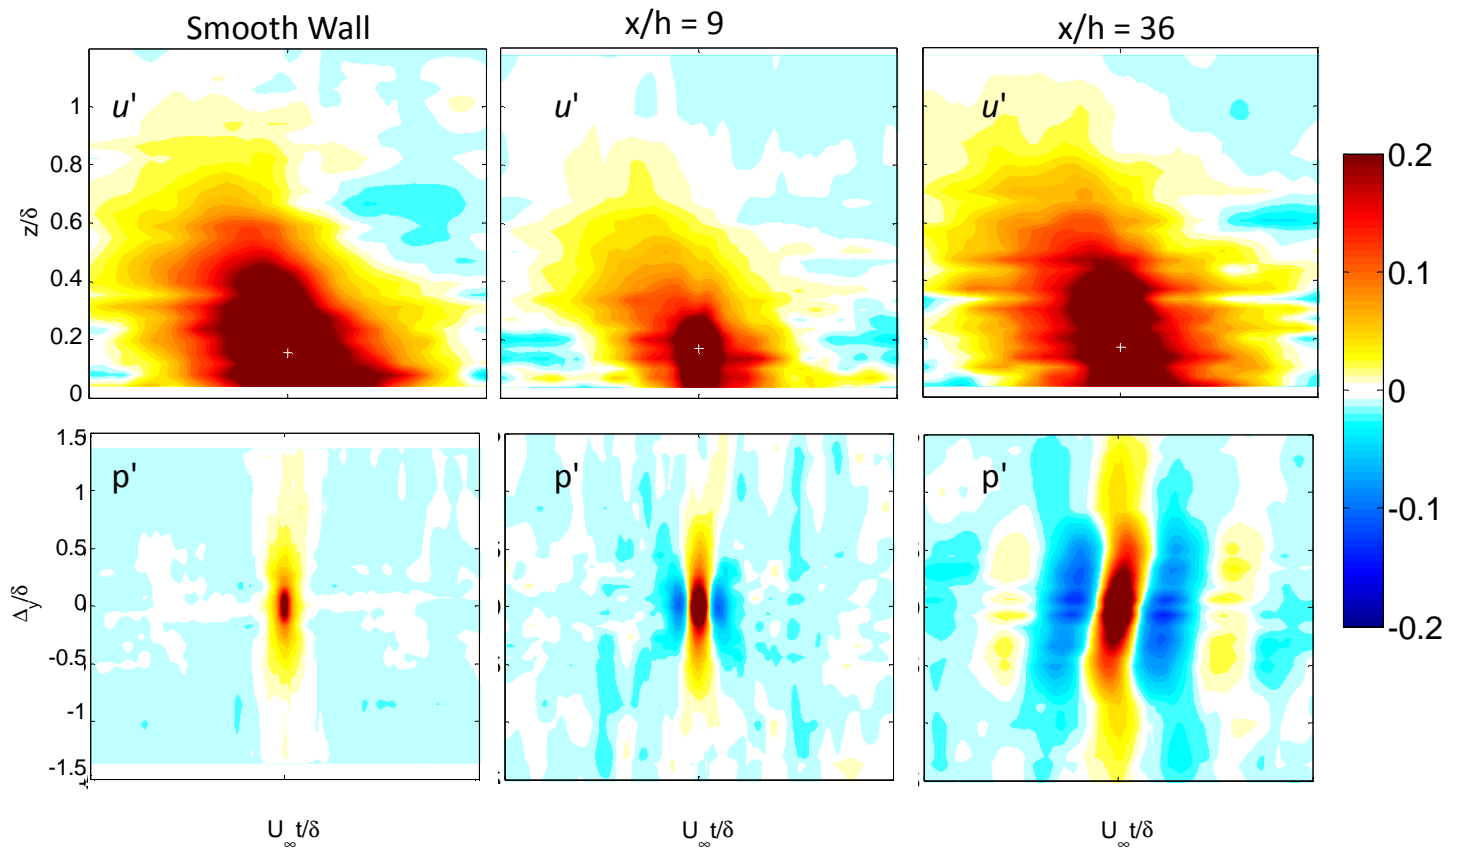 Smooth Wall
x/h = 9
x/h = 36
u'
u'
u'
z/δ
1
0.8
0.6
0.4
0.2
0
0.2
0.1
0
-0.1
-0.2
p'
p'
p'
Δy/δ
1.5
1
0.5
0
-0.5
-1
-1.5
U∞t/δ
U∞t/δ
U∞t/δ